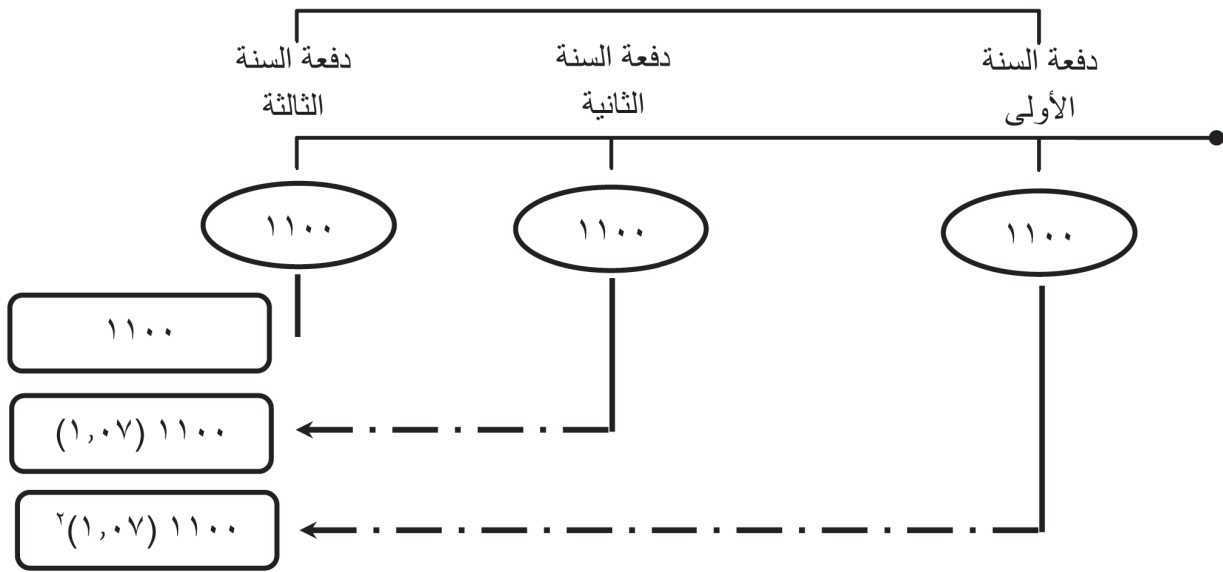 دفعة السنة
الأولى
دفعة السنة
الثانية
دفعة السنة
الثالثة
١١٠٠
١١٠٠
١١٠٠
١١٠٠
١١٠٠ (١,٠٧)
١١٠٠ (١,٠٧)²